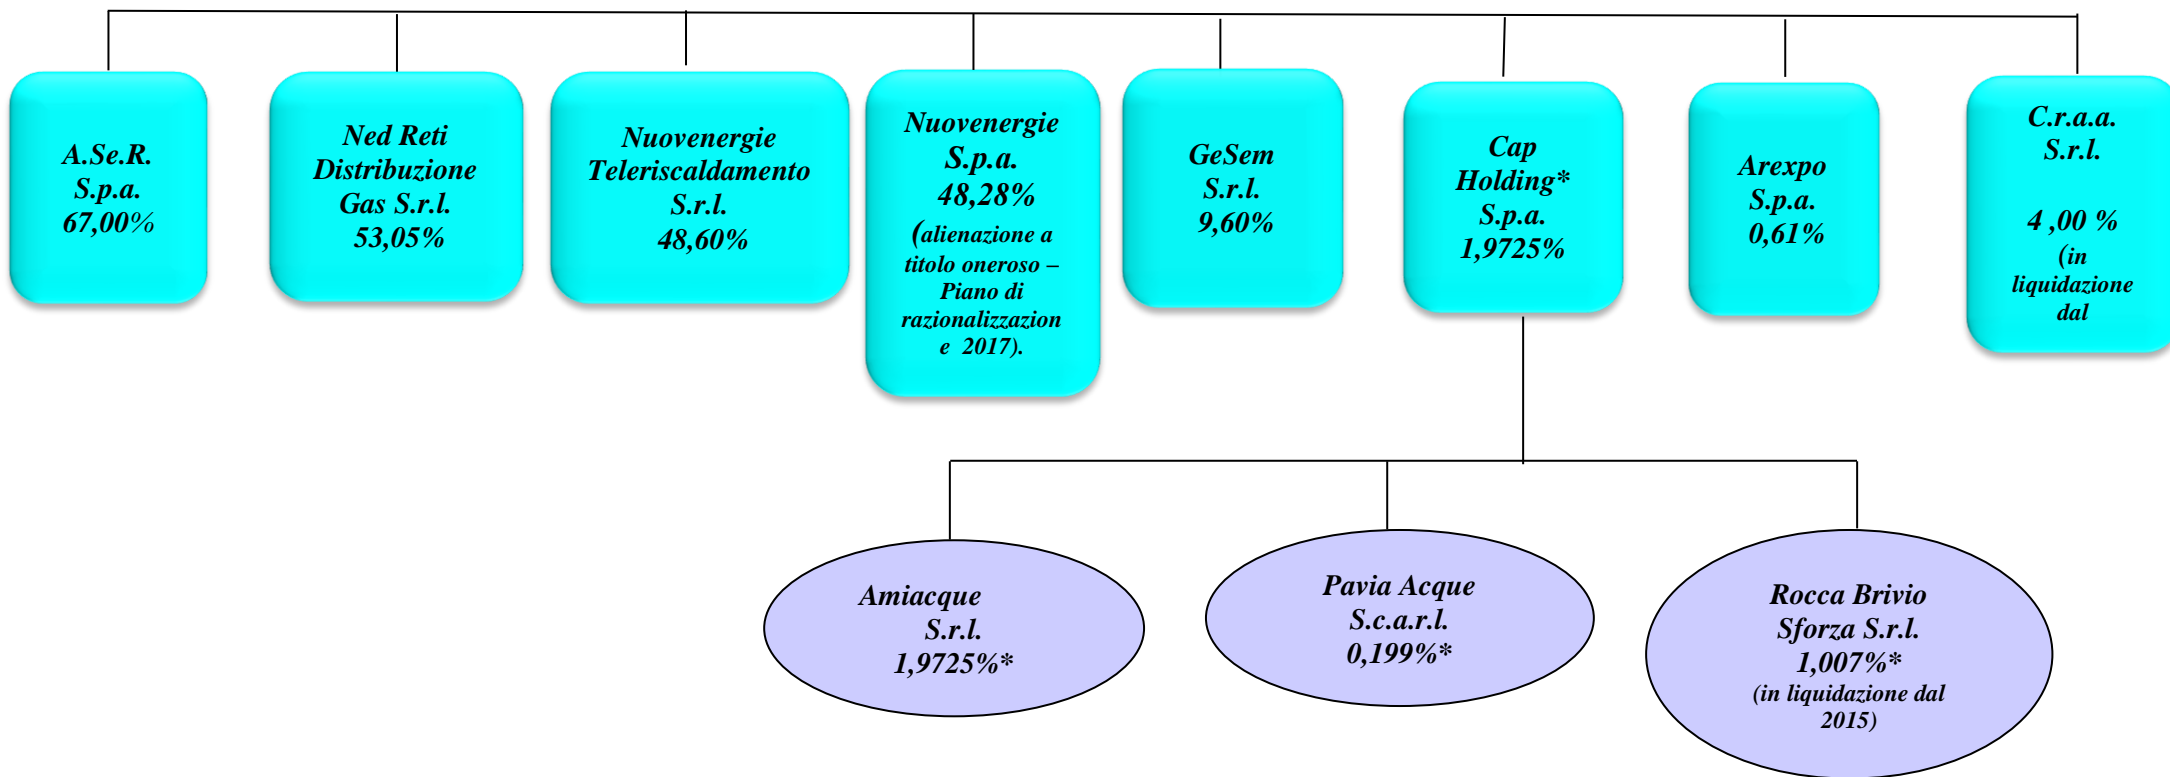 A.Se.R.
S.p.a.
67,00%
Ned Reti
Distribuzione
Gas S.r.l.
53,05%
Nuovenergie
Teleriscaldamento
S.r.l.
48,60%
Nuovenergie
S.p.a.
48,28%
(alienazione a
titolo oneroso –
Piano di
razionalizzazion
e 2017).
GeSem
S.r.l.
9,60%
Cap
Holding*
S.p.a.
1,9725%
Arexpo
S.p.a.
0,61%
C.r.a.a.
S.r.l.
4 ,00 %
(in
liquidazione
dal
Amiacque
S.r.l.
1,9725%*
Pavia Acque
S.c.a.r.l.
0,199%*
Rocca Brivio
Sforza S.r.l.
1,007%*
(in liquidazione dal
2015)